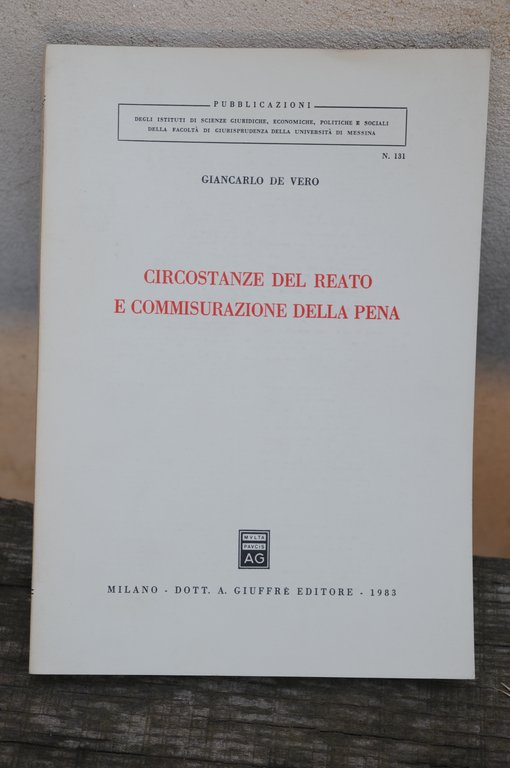 PUBBLICAZIONI
DEGLI ISTITUTI DI SCIENZE GIURIDICHE, ECONOMICHE, POLITICHE E SOCIALI
DELLA FACOLTÀ DI GIURISPRUDENZA DELLA UNIVERSITÀ DI MESSINA
N. 131
GIANCARLO DE VERO
CIRCOSTANZE DEL REATO
E COMMISURAZIONE DELLA PENA
MVLTA
PAVCIS
AG
MILANO - DOTT. A. GIUFFRÈ EDITORE - 1983